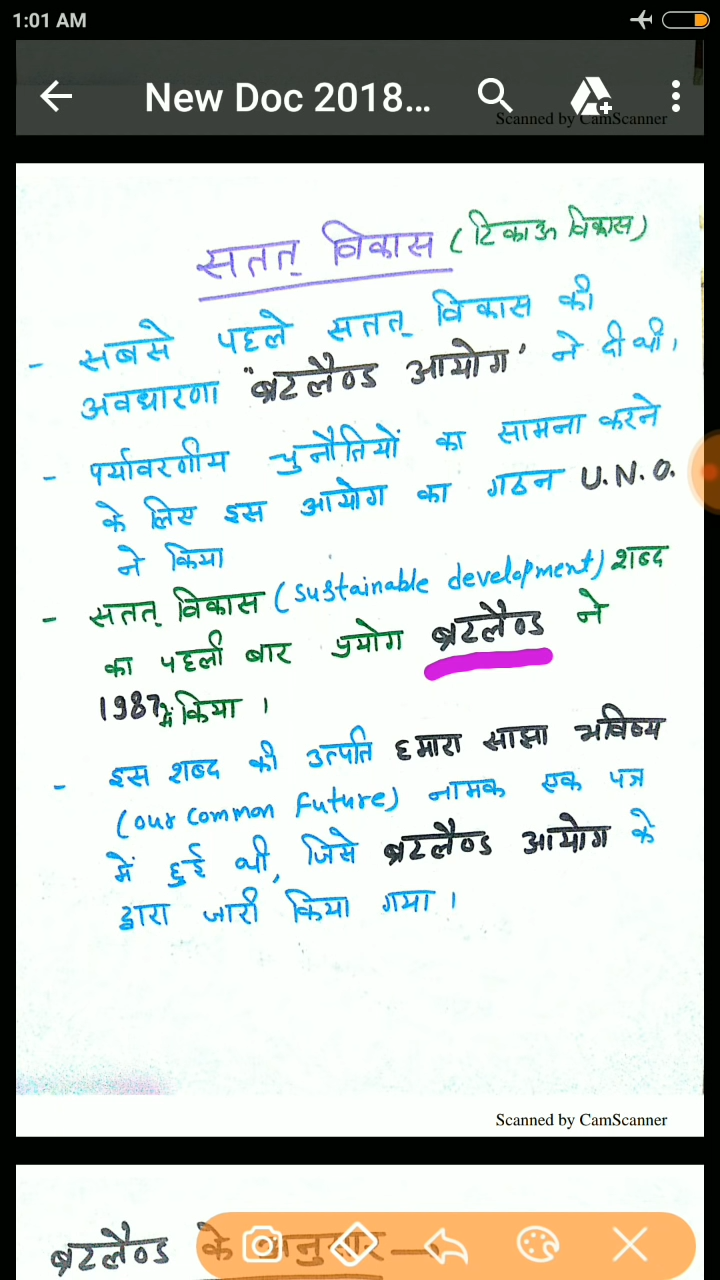 1:01 AM
New Doc 2018...
Scanned by CamScanner
सतत् विकास (टिकाऊ विकास)
- सबसे पहले सतत् विकास की
अवधारणा "ब्रटलैण्ड आयोग' ने दी थी।
- पर्यावरणीय चुनौतियों का सामना करने
के लिए इस आयोग का गठन U.N.O.
ने किया
- सतत् विकास (sustainable development) शब्द
का पहली बार प्रयोग ब्रटलैण्ड ने
1987 में किया।
- इस शब्द की उत्पति हमारा साझा भविष्य
(our common Future) नामक एक पत्र
में हुई थी, जिसे ब्रटलैण्ड आयोग के
द्वारा जारी किया गया।
Scanned by CamScanner
ब्रटलैण्ड के अनुसार -